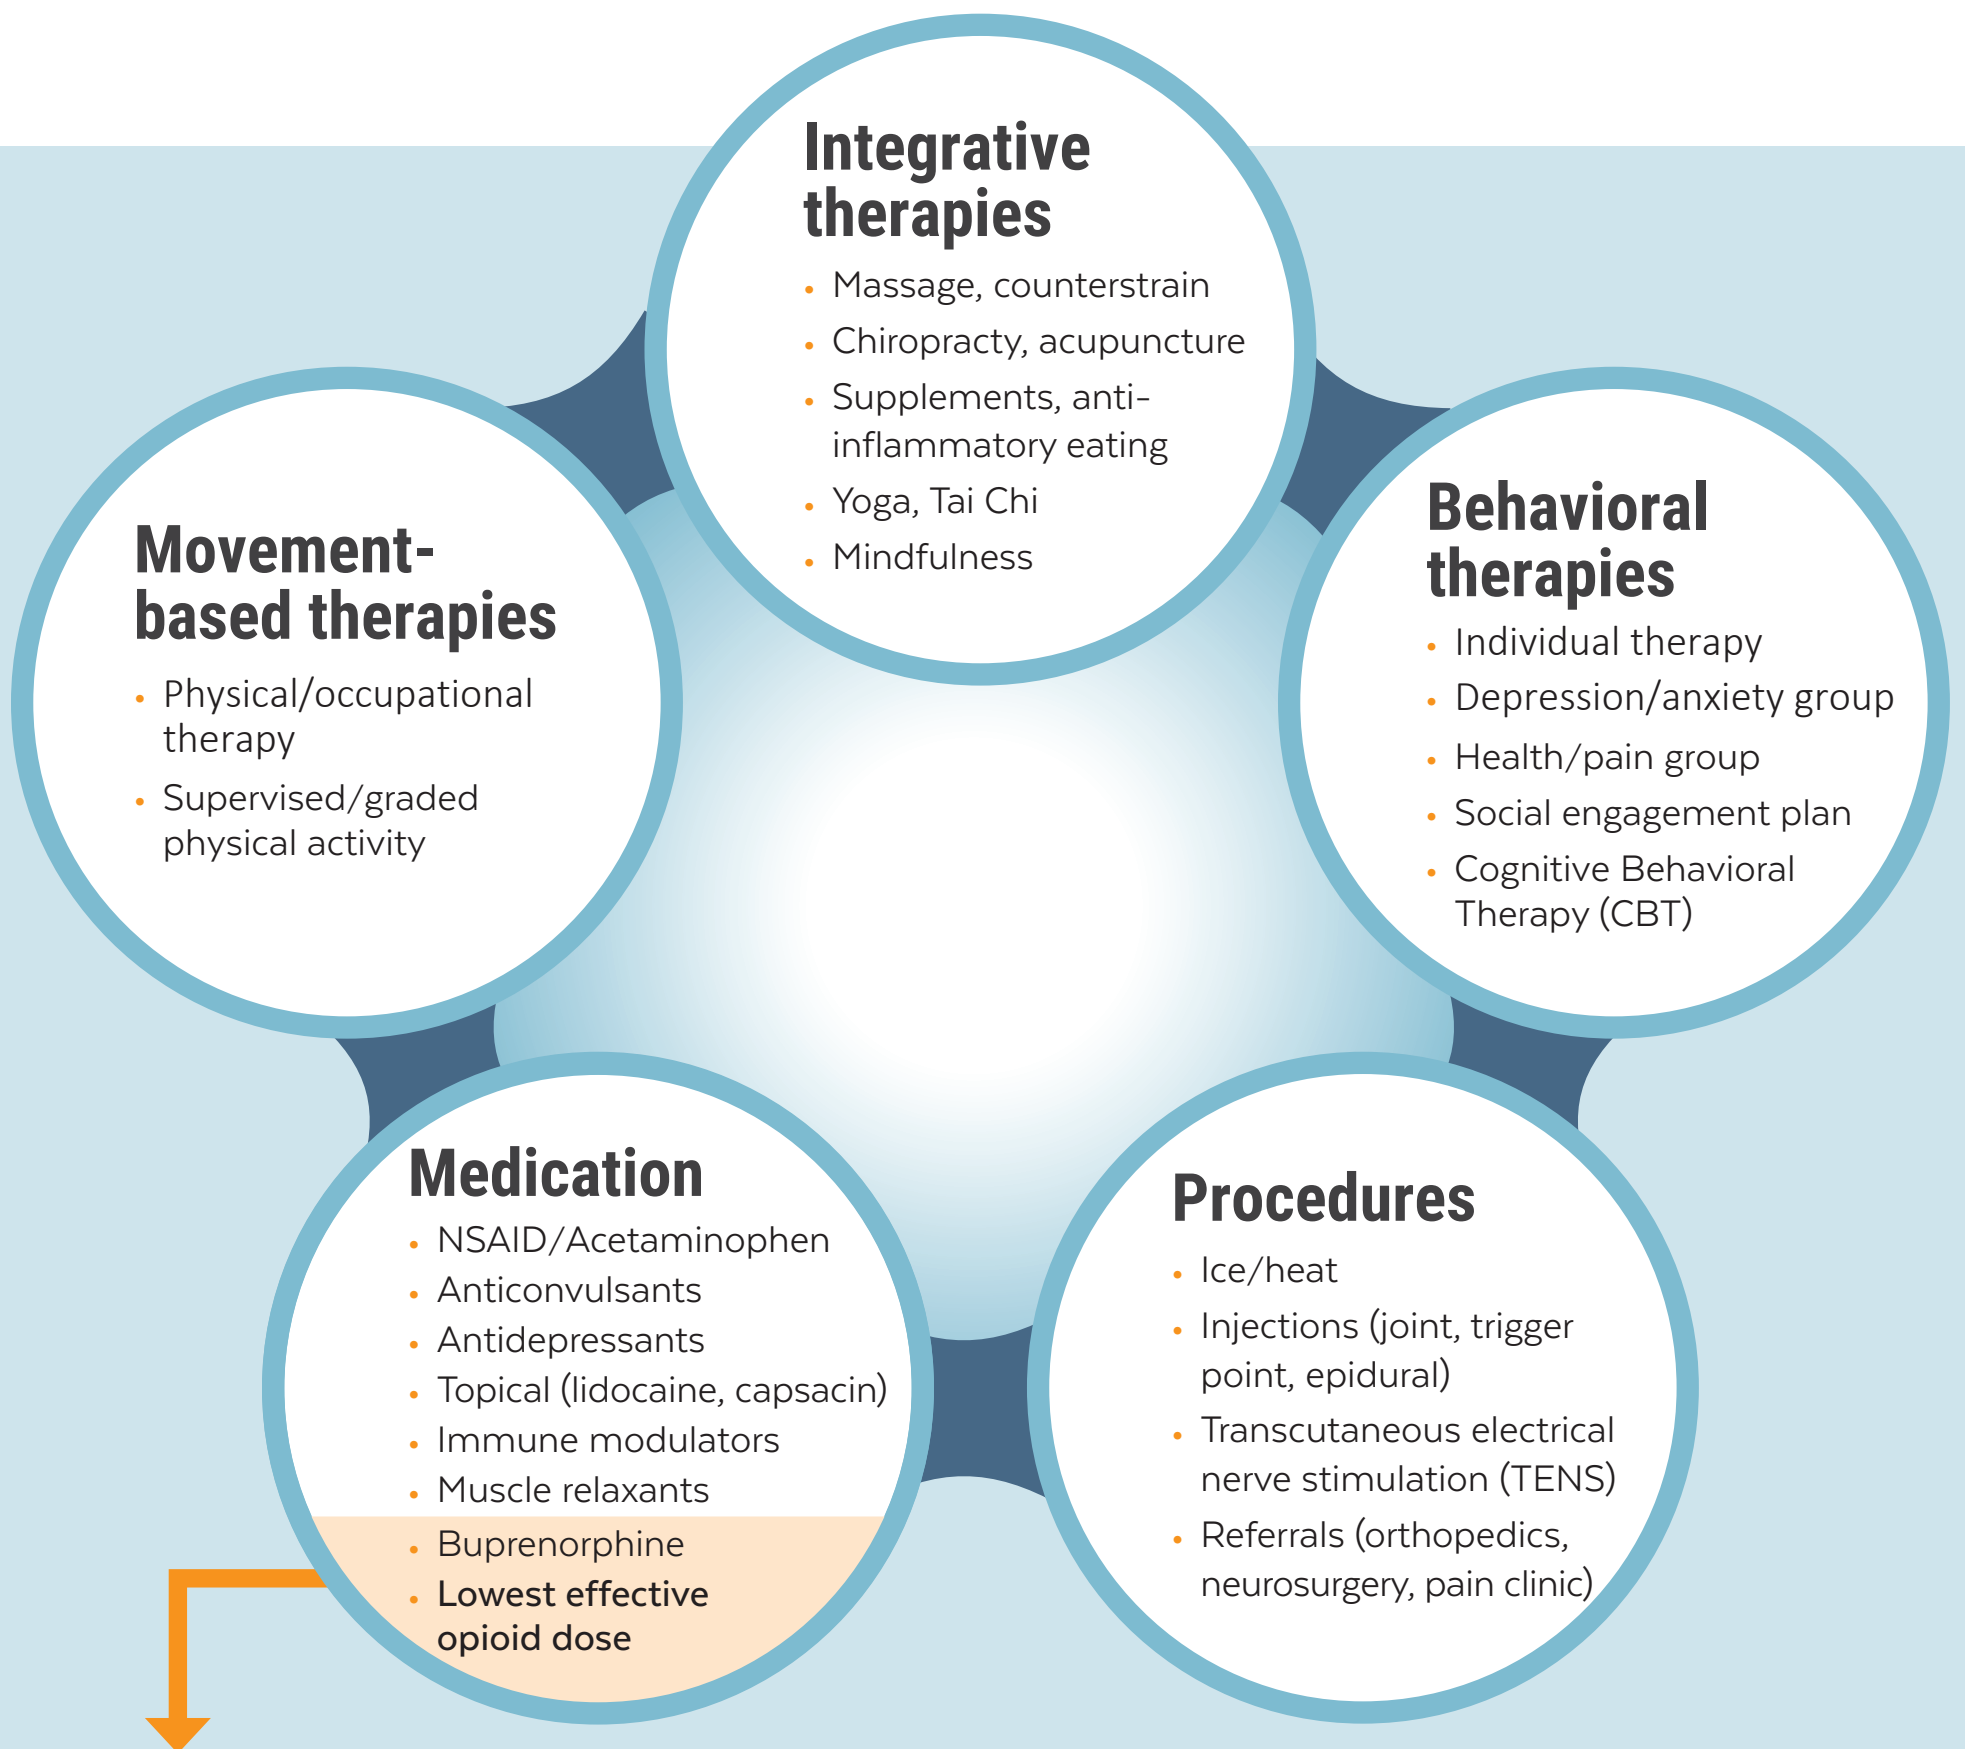 Integrative
therapies
• Massage, counterstrain
• Chiropracty, acupuncture
• Supplements, anti-
inflammatory eating
• Yoga, Tai Chi
• Mindfulness
Movement-
based therapies
• Physical/occupational
therapy
• Supervised/graded
physical activity
Behavioral
therapies
• Individual therapy
• Depression/anxiety group
• Health/pain group
• Social engagement plan
• Cognitive Behavioral
Therapy (CBT)
Medication
• NSAID/Acetaminophen
• Anticonvulsants
• Antidepressants
• Topical (lidocaine, capsacin)
• Immune modulators
• Muscle relaxants
• Buprenorphine
• Lowest effective
opioid dose
Procedures
• Ice/heat
• Injections (joint, trigger
point, epidural)
• Transcutaneous electrical
nerve stimulation (TENS)
• Referrals (orthopedics,
neurosurgery, pain clinic)